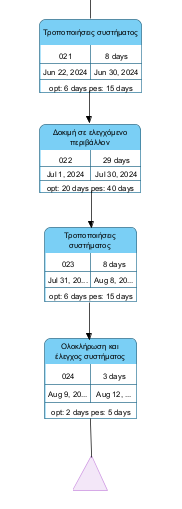 Τροποποιήσεις συστήματος
021 8 days
Jun 22, 2024 Jun 30, 2024
opt: 6 days pes: 15 days
Δοκιμή σε ελεγχόμενο
περιβάλλον
022 29 days
Jul 1, 2024 Jul 30, 2024
opt: 20 days pes: 40 days
Τροποποιήσεις
συστήματος
023 8 days
Jul 31, 20... Aug 8, 20...
opt: 6 days pes: 15 days
Ολοκλήρωση και
έλεγχος συστήματος
024 3 days
Aug 9, 20... Aug 12, ...
opt: 2 days pes: 5 days